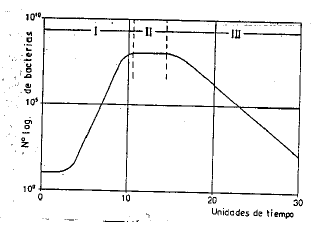 10¹⁰
I II III
10⁵
10⁰
Nº log. de bacterias
0 10 20 30
Unidades de tiempo